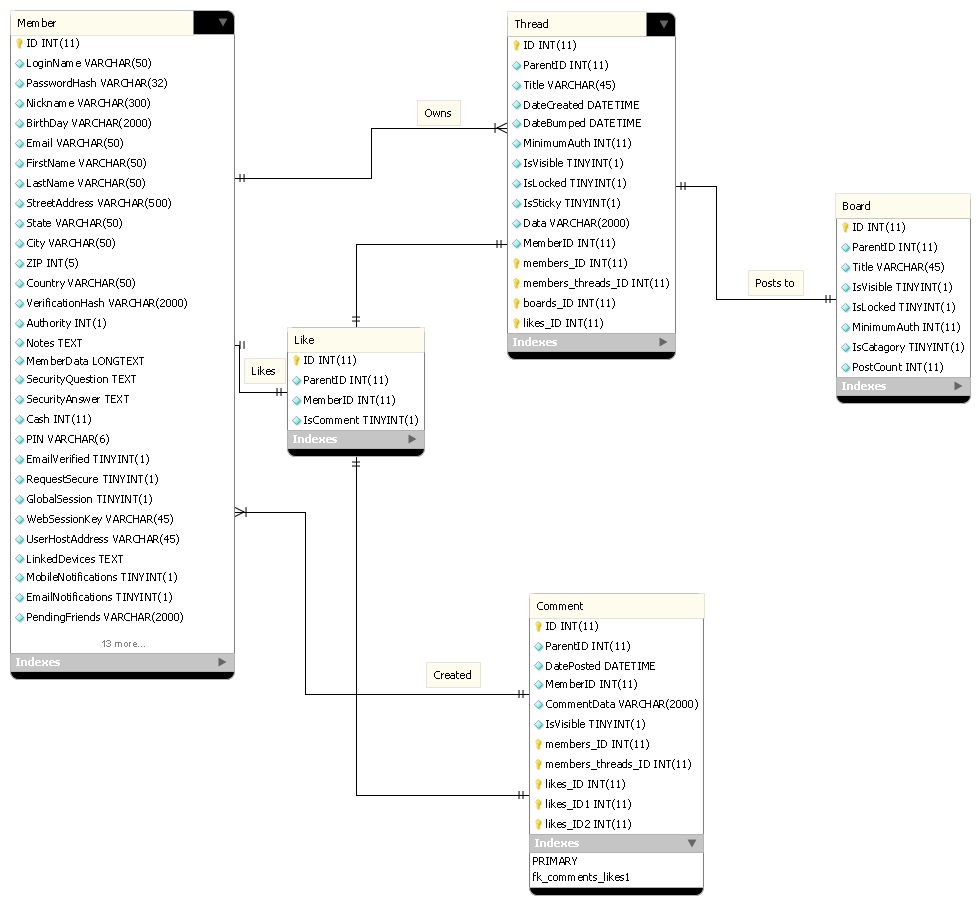 Member
ID INT(11)
LoginName VARCHAR(50)
PasswordHash VARCHAR(32)
Nickname VARCHAR(300)
BirthDay VARCHAR(2000)
Email VARCHAR(50)
FirstName VARCHAR(50)
LastName VARCHAR(50)
StreetAddress VARCHAR(500)
State VARCHAR(50)
City VARCHAR(50)
ZIP INT(5)
Country VARCHAR(50)
VerificationHash VARCHAR(2000)
Authority INT(1)
Notes TEXT
MemberData LONGTEXT
SecurityQuestion TEXT
SecurityAnswer TEXT
Cash INT(11)
PIN VARCHAR(6)
EmailVerified TINYINT(1)
RequestSecure TINYINT(1)
GlobalSession TINYINT(1)
WebSessionKey VARCHAR(45)
UserHostAddress VARCHAR(45)
LinkedDevices TEXT
MobileNotifications TINYINT(1)
EmailNotifications TINYINT(1)
PendingFriends VARCHAR(2000)
13 more...
Indexes
Owns
Thread
ID INT(11)
ParentID INT(11)
Title VARCHAR(45)
DateCreated DATETIME
DateBumped DATETIME
MinimumAuth INT(11)
IsVisible TINYINT(1)
IsLocked TINYINT(1)
IsSticky TINYINT(1)
Data VARCHAR(2000)
MemberID INT(11)
members_ID INT(11)
members_threads_ID INT(11)
boards_ID INT(11)
likes_ID INT(11)
Indexes
Posts to
Board
ID INT(11)
ParentID INT(11)
Title VARCHAR(45)
IsVisible TINYINT(1)
IsLocked TINYINT(1)
MinimumAuth INT(11)
IsCatagory TINYINT(1)
PostCount INT(11)
Indexes
Likes
Like
ID INT(11)
ParentID INT(11)
MemberID INT(11)
IsComment TINYINT(1)
Indexes
Created
Comment
ID INT(11)
ParentID INT(11)
DatePosted DATETIME
MemberID INT(11)
CommentData VARCHAR(2000)
IsVisible TINYINT(1)
members_ID INT(11)
members_threads_ID INT(11)
likes_ID INT(11)
likes_ID1 INT(11)
likes_ID2 INT(11)
Indexes
PRIMARY
fk_comments_likes1